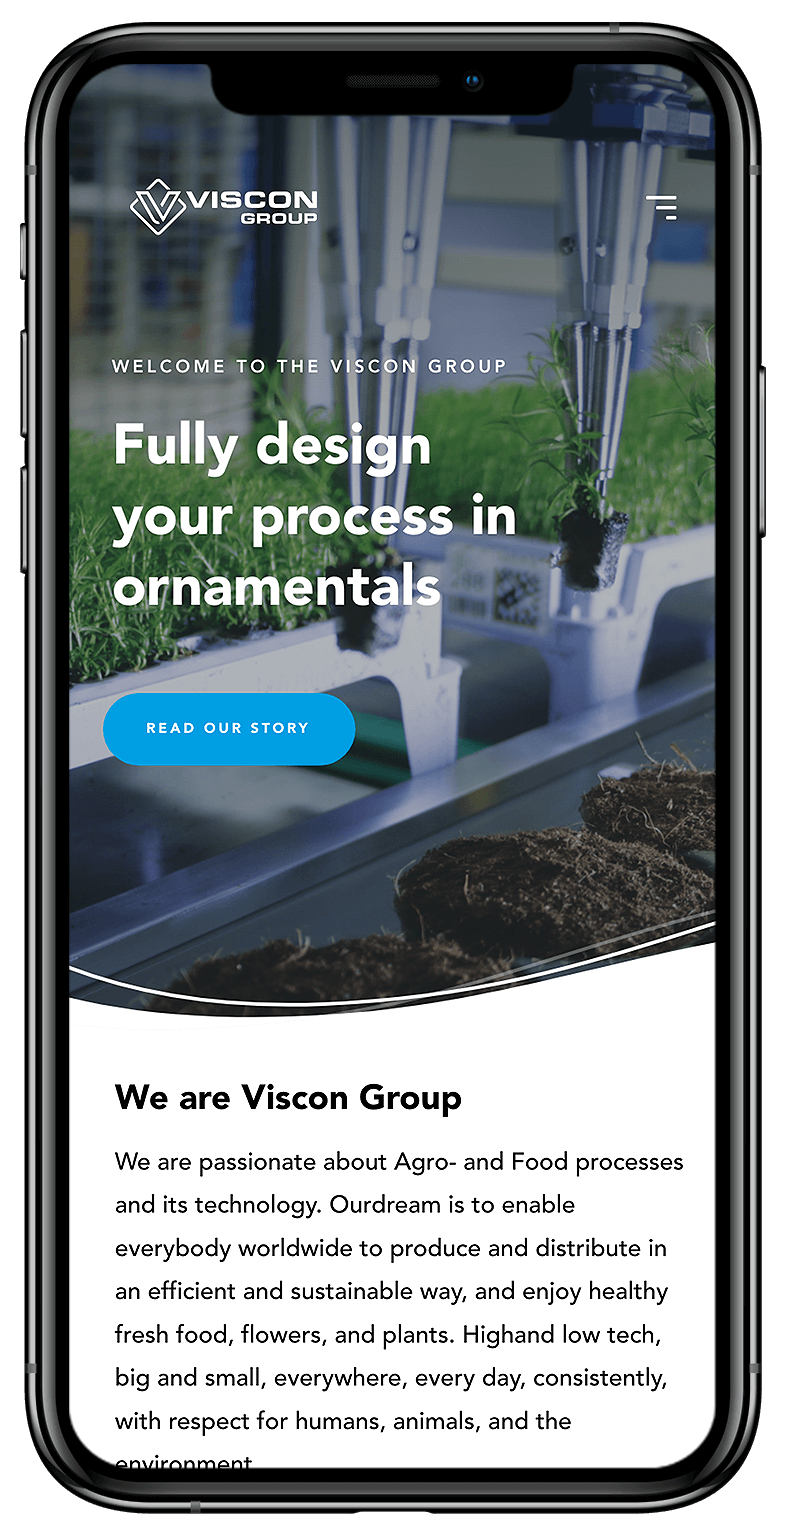 VISCON
GROUP
WELCOME TO THE VISCON GROUP
Fully design
your process in
ornamentals
READ OUR STORY
We are Viscon Group
We are passionate about Agro- and Food processes
and its technology. Ourdream is to enable
everybody worldwide to produce and distribute in
an efficient and sustainable way, and enjoy healthy
fresh food, flowers, and plants. Highand low tech,
big and small, everywhere, every day, consistently,
with respect for humans, animals, and the
environment